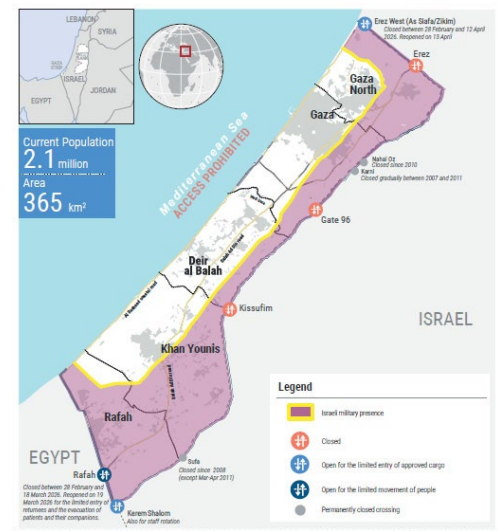 LEBANON
SYRIA
ISRAEL
JORDAN
EGYPT
Current Population
2.1 million
Area
365 km²
Mediterranean Sea
ACCESS PROHIBITED
Erez West (As Siafa/Zikim)
Closed between 28 February and 12 April
2026. Reopened on 13 April
Erez
Gaza
North
Gaza
Nahal Oz
Closed since 2010
Karni
Closed gradually between 2007 and 2011
Gate 96
Deir
al Balah
Kissufim
ISRAEL
Khan Younis
Rafah
EGYPT
Sufa
Closed since 2008
(except Mar-Apr 2011)
Rafah
Closed between 28 February and
18 March 2026. Reopened on 19
March 2026 for the limited entry of
returnees and the evacuation of
patients and their companions.
Kerem Shalom
Also for staff rotation
Legend
Israeli military presence
Closed
Open for the limited entry of approved cargo
Open for the limited movement of people
Permanently closed crossing